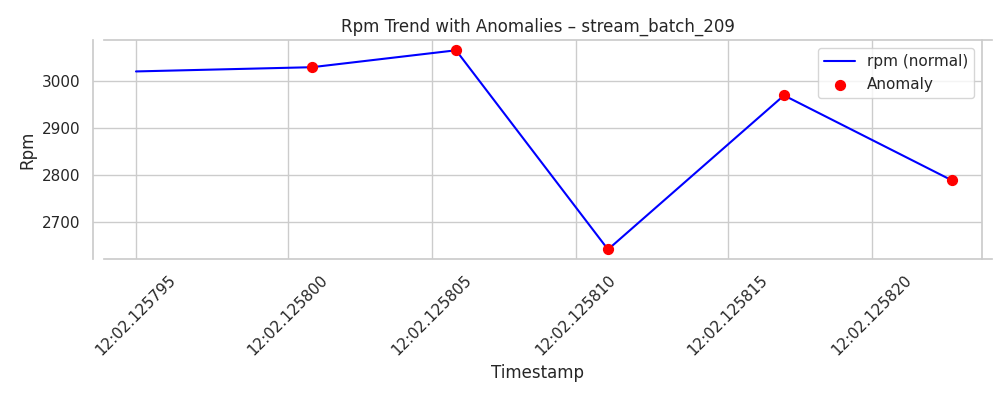 Rpm Trend with Anomalies – stream_batch_209
rpm (normal)
Anomaly
Rpm
3000
2900
2800
2700
12:02.125795
12:02.125800
12:02.125805
12:02.125810
12:02.125815
12:02.125820
Timestamp